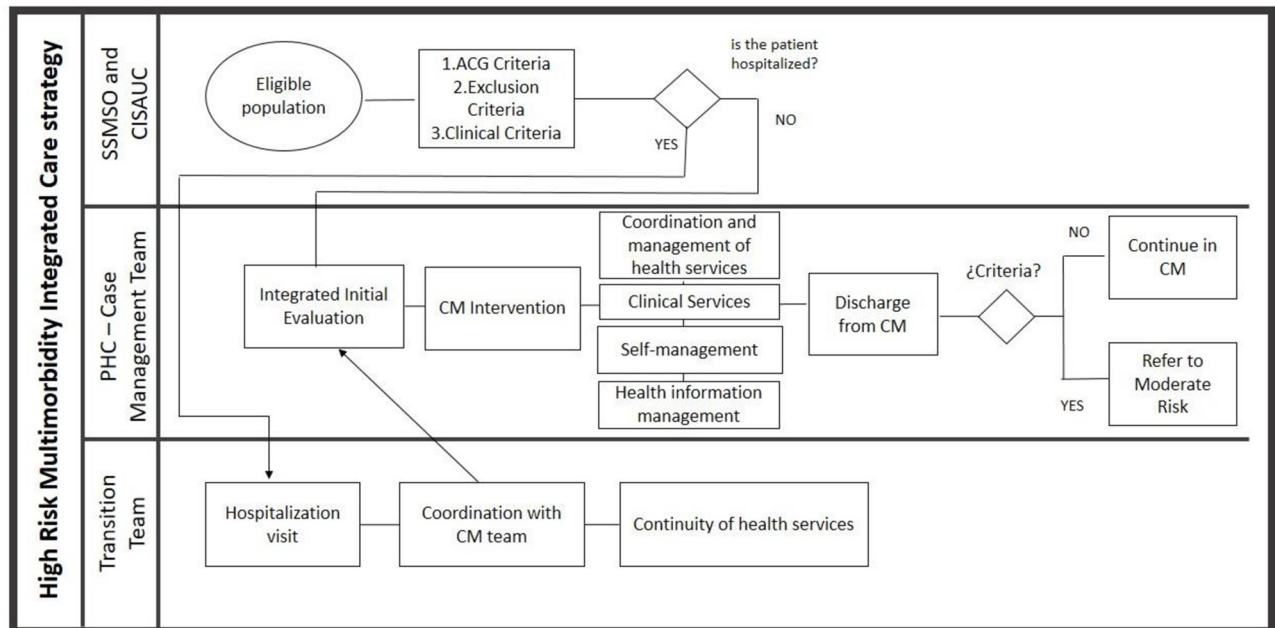 High Risk Multimorbidity Integrated Care strategy
SSMSO and
CISAUC
Eligible
population
1.ACG Criteria
2.Exclusion
Criteria
3.Clinical Criteria
is the patient
hospitalized?
YES
NO
PHC – Case
Management Team
Integrated Initial
Evaluation
CM Intervention
Coordination and
management of
health services
Clinical Services
Self-management
Health information
management
Discharge
from CM
¿Criteria?
NO
YES
Continue in
CM
Refer to
Moderate
Risk
Transition
Team
Hospitalization
visit
Coordination with
CM team
Continuity of health services